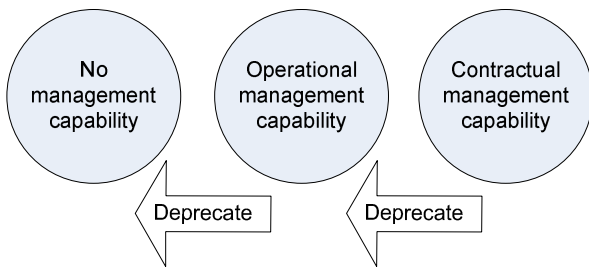 No
management
capability
Operational
management
capability
Contractual
management
capability
Deprecate
Deprecate